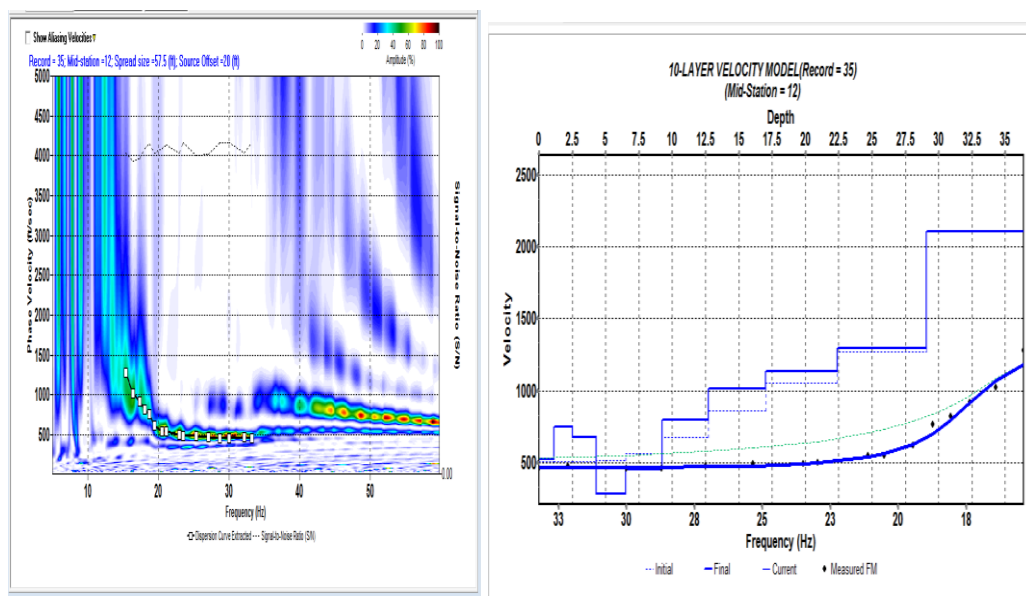 Show Aliasing Velocities
0 20 40 60 80 100
Amplitude (%)
Record = 35; Mid-station =12; Spread size =57.5 (ft); Source Offset =20 (ft)
5000
4500
4000
3500
3000
2500
2000
1500
1000
500
Phase Velocity (ft/sec)
Signal-to-Noise Ratio (S/N)
0.00
10 20 30 40 50
Frequency (Hz)
Dispersion Curve Extracted --- Signal-to-Noise Ratio (S/N)
10-LAYER VELOCITY MODEL(Record = 35)
(Mid-Station = 12)
Depth
0 2.5 5 7.5 10 12.5 15 17.5 20 22.5 25 27.5 30 32.5 35
2500
2000
1500
1000
500
Velocity
33 30 28 25 23 20 18
Frequency (Hz)
Initial Final Current Measured FM